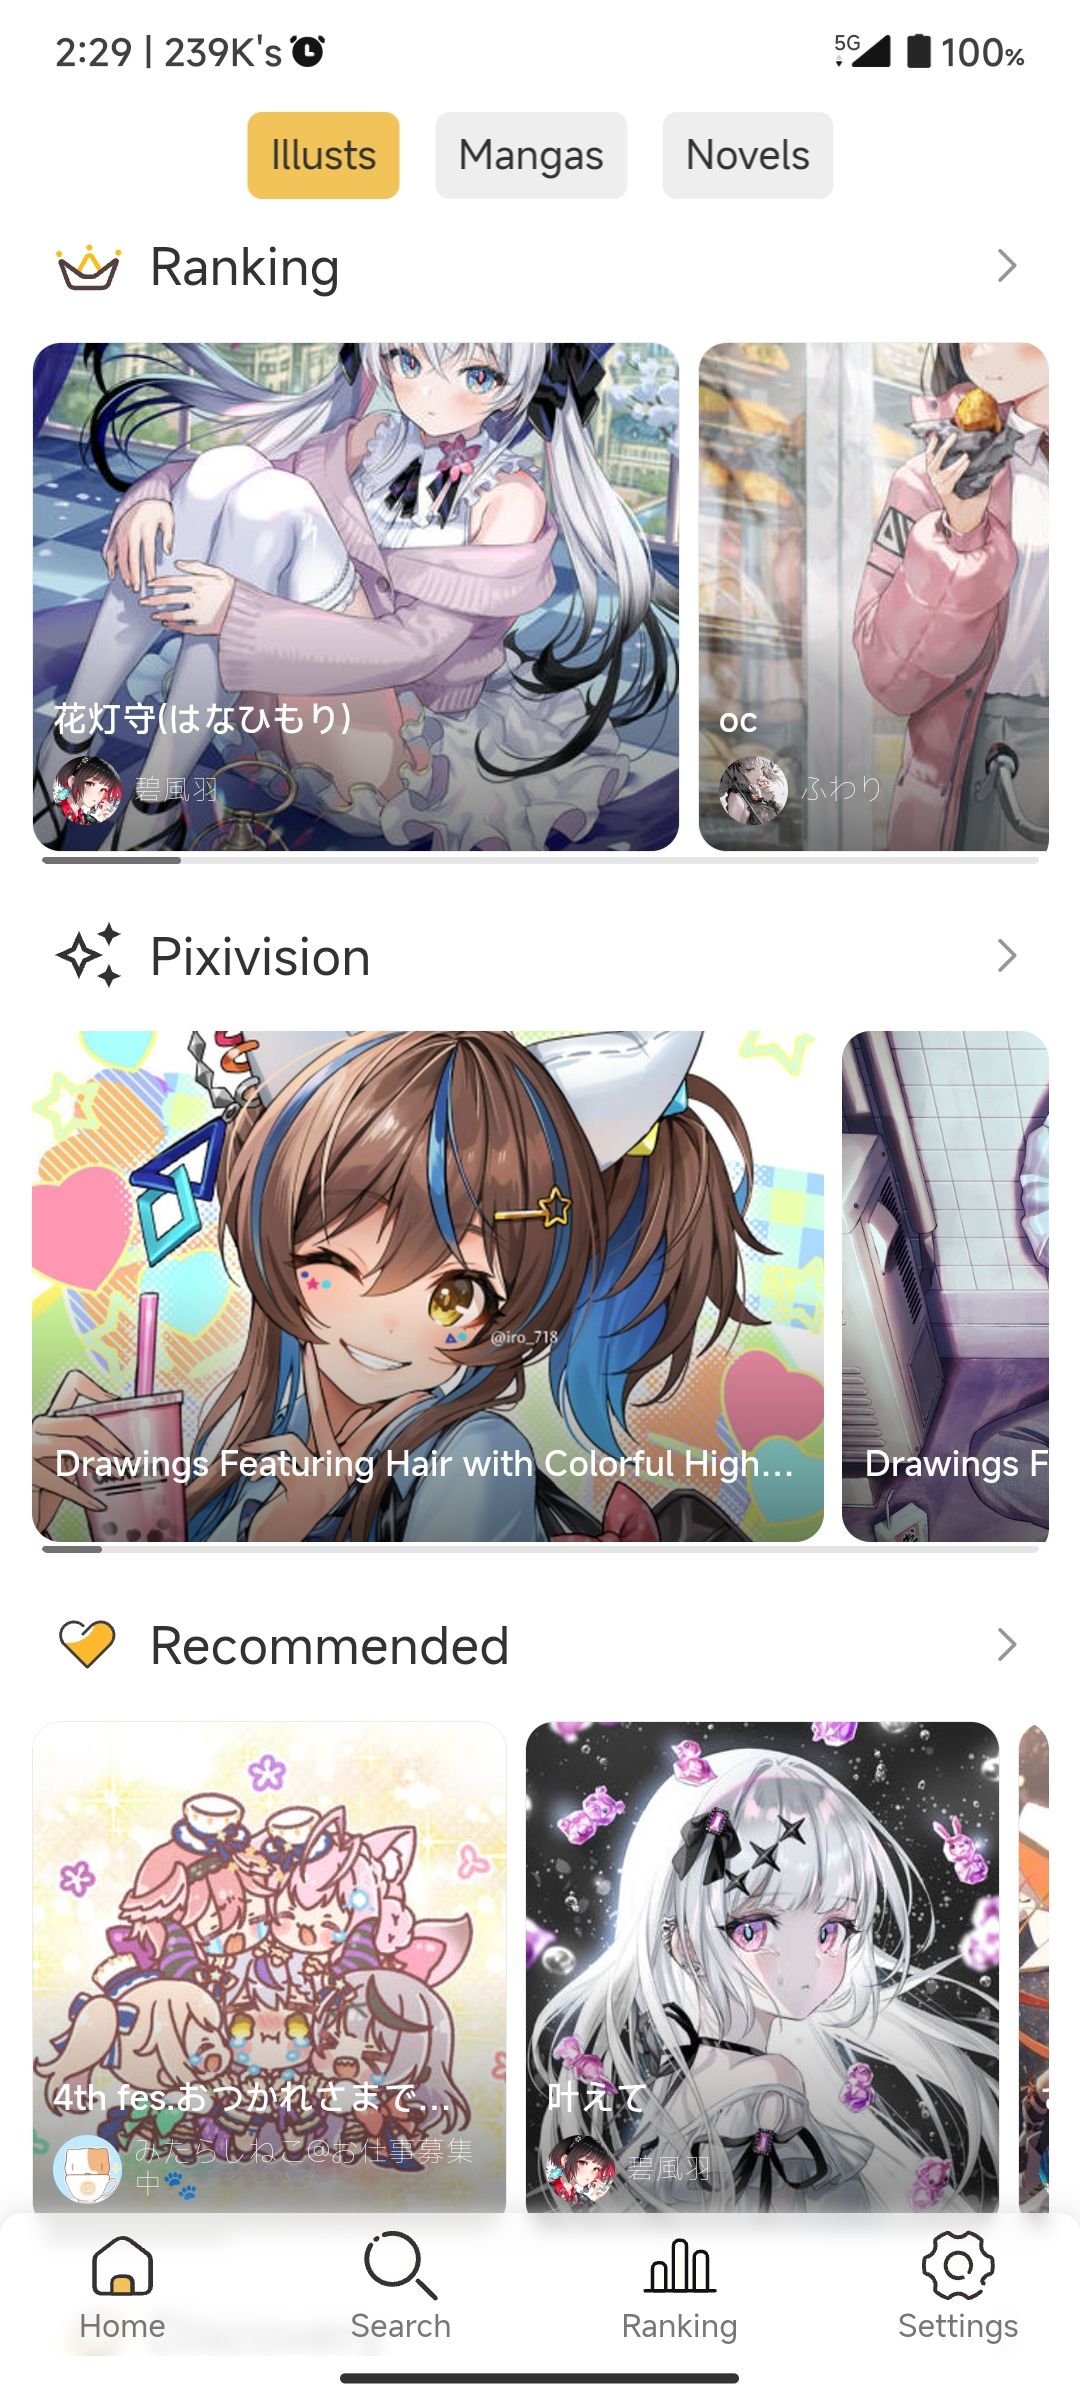 2:29 | 239K's
5G 100%
Illusts
Mangas
Novels
Ranking
花灯守(はなひもり)
碧風羽
oc
ふわり
Pixivision
@iro_718
Drawings Featuring Hair with Colorful High...
Drawings F
Recommended
4th fes.おつかれさまで...
みたらしねこ@お仕事募集
中🐾
叶えて
碧風羽
Home
Search
Ranking
Settings